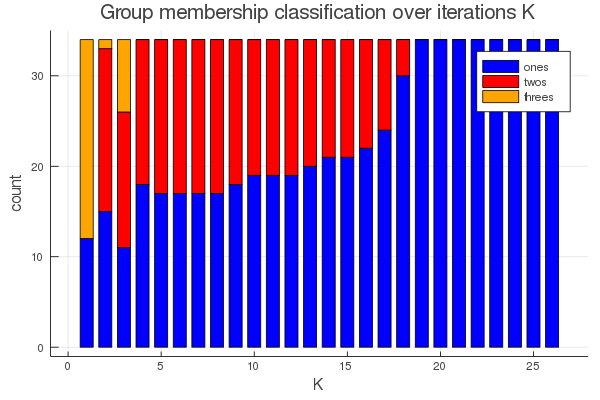 Group membership classification over iterations K
ones
twos
threes
30
20
10
0
count
0 5 10 15 20 25
K